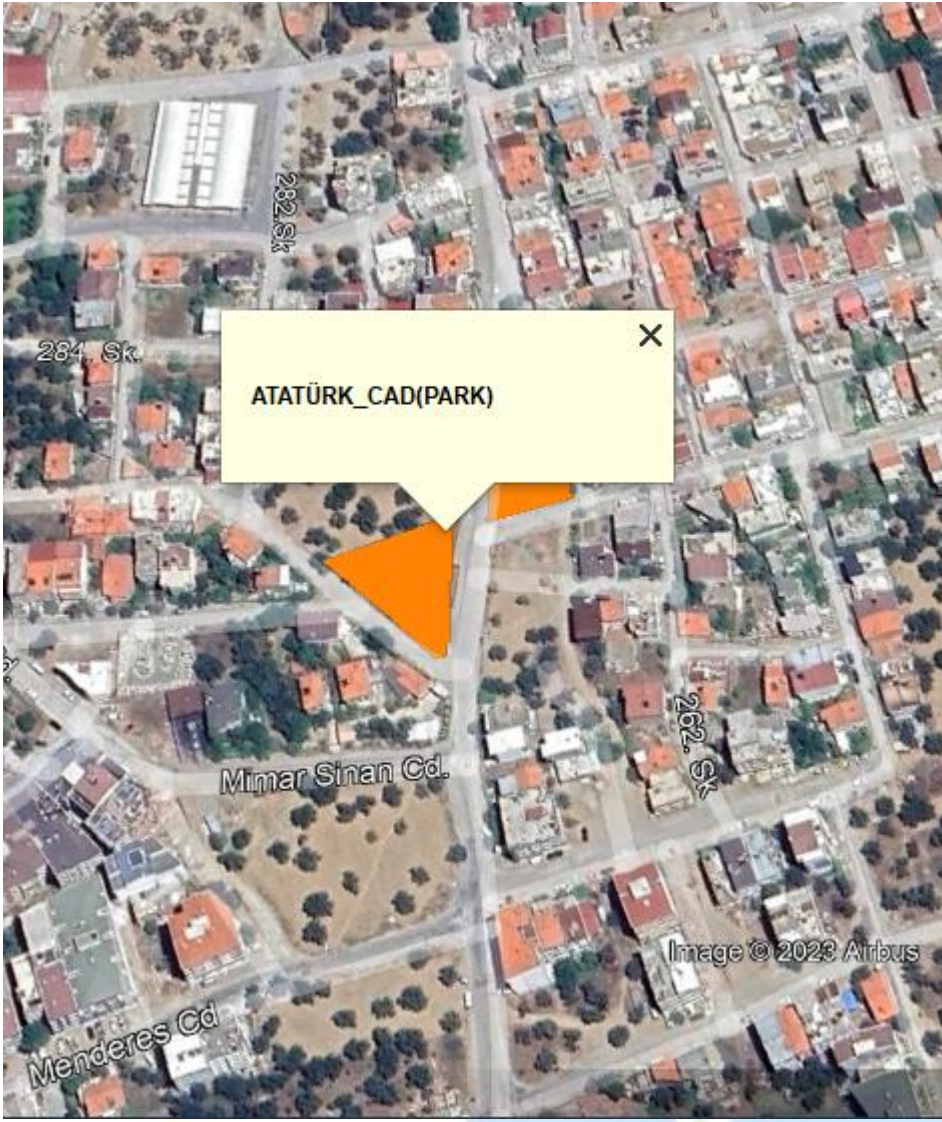 282.Sk
284. Sk.
ATATÜRK_CAD(PARK)
262. Sk
Mimar Sinan Cd.
Image © 2023 Airbus
Menderes Cd